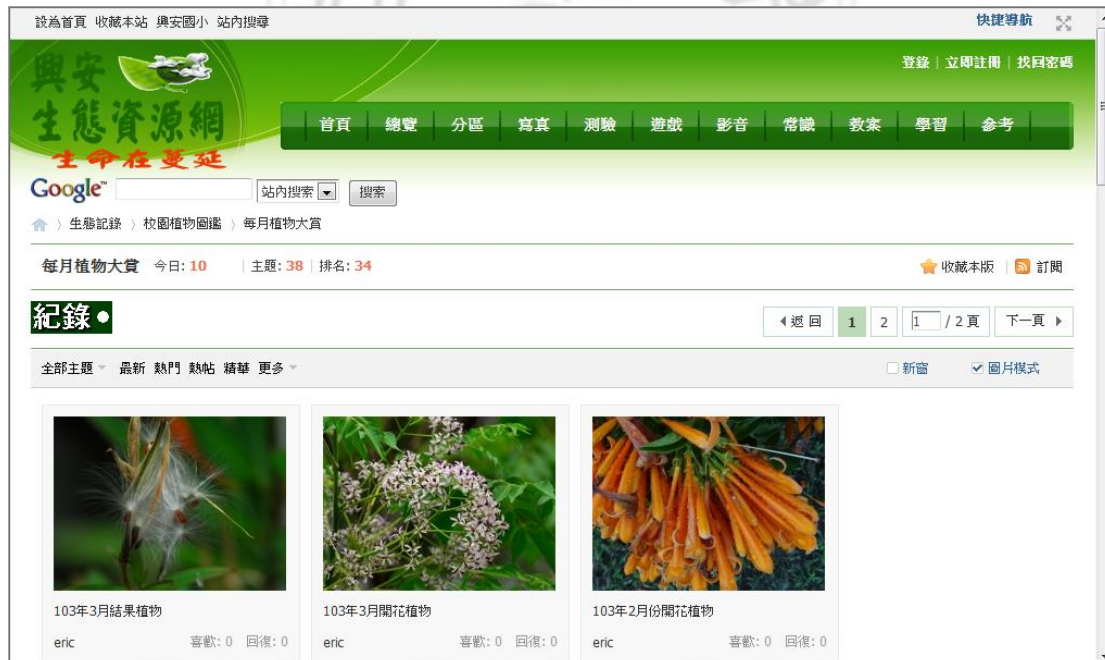 設為首頁 收藏本站 興安國小 站內搜尋 快捷導航
登錄 | 立即註冊 | 找回密碼
興安
生態資源網
生命在蔓延
首頁 總覽 分區 寫真 測驗 遊戲 影音 常識 教案 學習 參考
Google™ 站內搜索 搜索
生態記錄 〉 校園植物圖鑑 〉 每月植物大賞
每月植物大賞 今日: 10 | 主題: 38 | 排名: 34 收藏本版 | 訂閱
紀錄•
返回 1 2 1 / 2 頁 下一頁
全部主題 最新 熱門 熱帖 精華 更多 新窗 圖片模式
103年3月結果植物 103年3月開花植物 103年2月份開花植物
eric 喜歡: 0 回復: 0 eric 喜歡: 0 回復: 0 eric 喜歡: 0 回復: 0